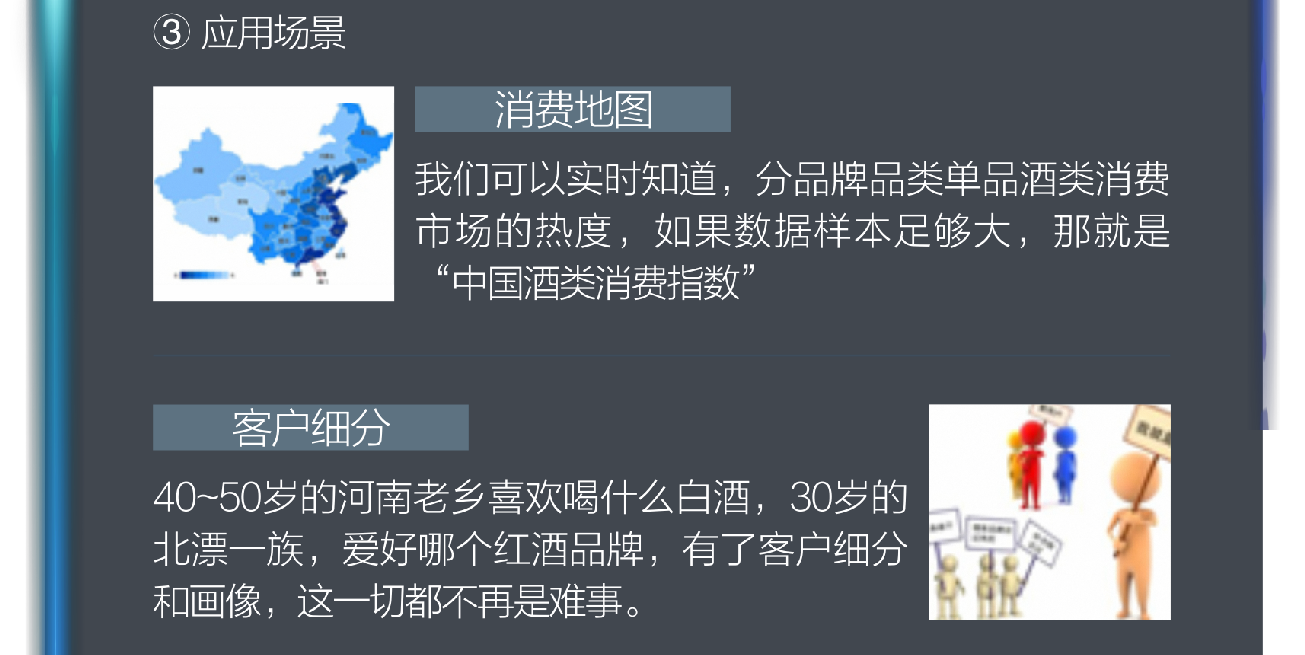 ③ 应用场景
消费地图
我们可以实时知道，分品牌品类单品酒类消费
市场的热度，如果数据样本足够大，那就是
“中国酒类消费指数”
客户细分
40~50岁的河南老乡喜欢喝什么白酒，30岁的
北漂一族，爱好哪个红酒品牌，有了客户细分
和画像，这一切都不再是难事。